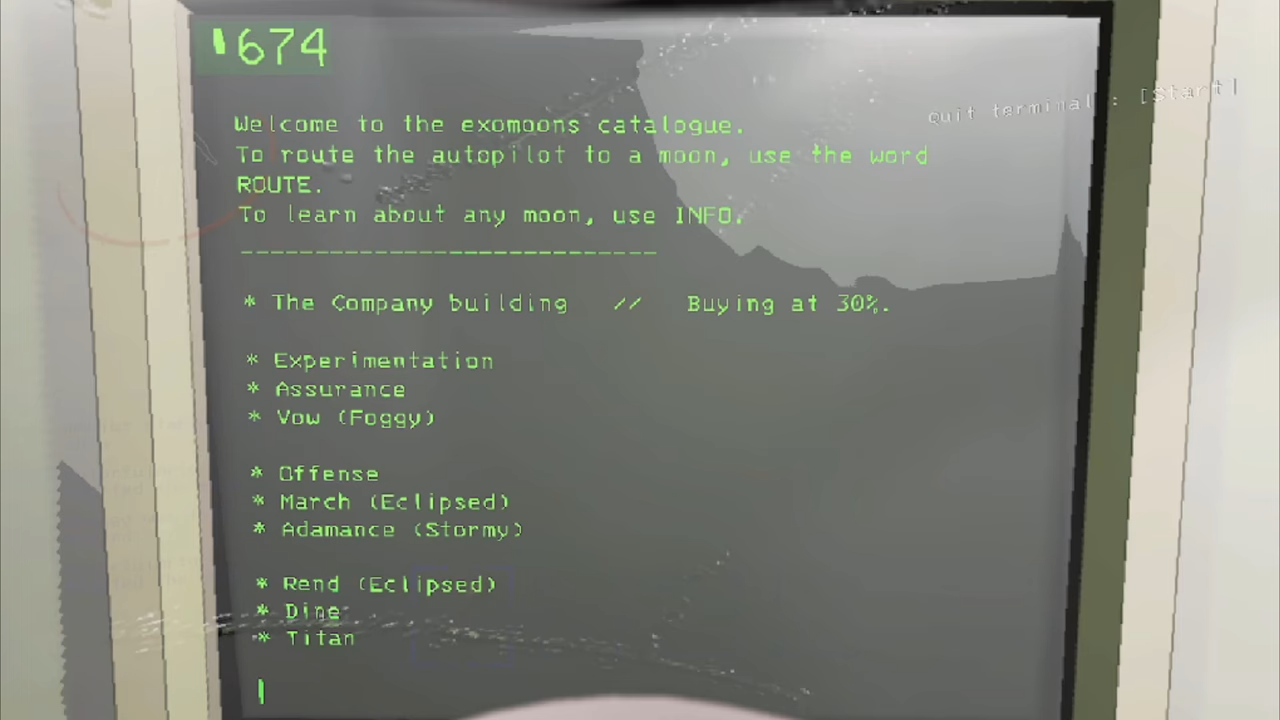 674
Quit terminal : [Start]
Welcome to the exomoons catalogue.
To route the autopilot to a moon, use the word
ROUTE.
To learn about any moon, use INFO.
----------------------------
* The Company building // Buying at 30%.
* Experimentation
* Assurance
* Vow (Foggy)
* Offense
* March (Eclipsed)
* Adamance (Stormy)
* Rend (Eclipsed)
* Dine
* Titan